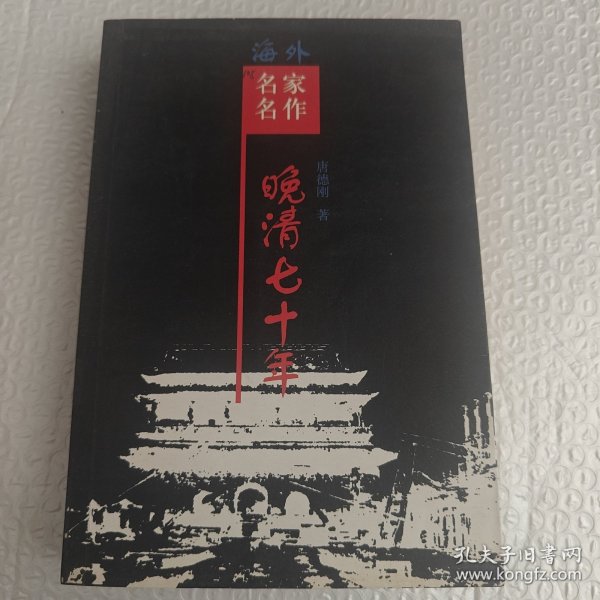 海外
名家
名作
唐德刚 著
晚清七十年
孔夫子旧书网
www.kongfz.com